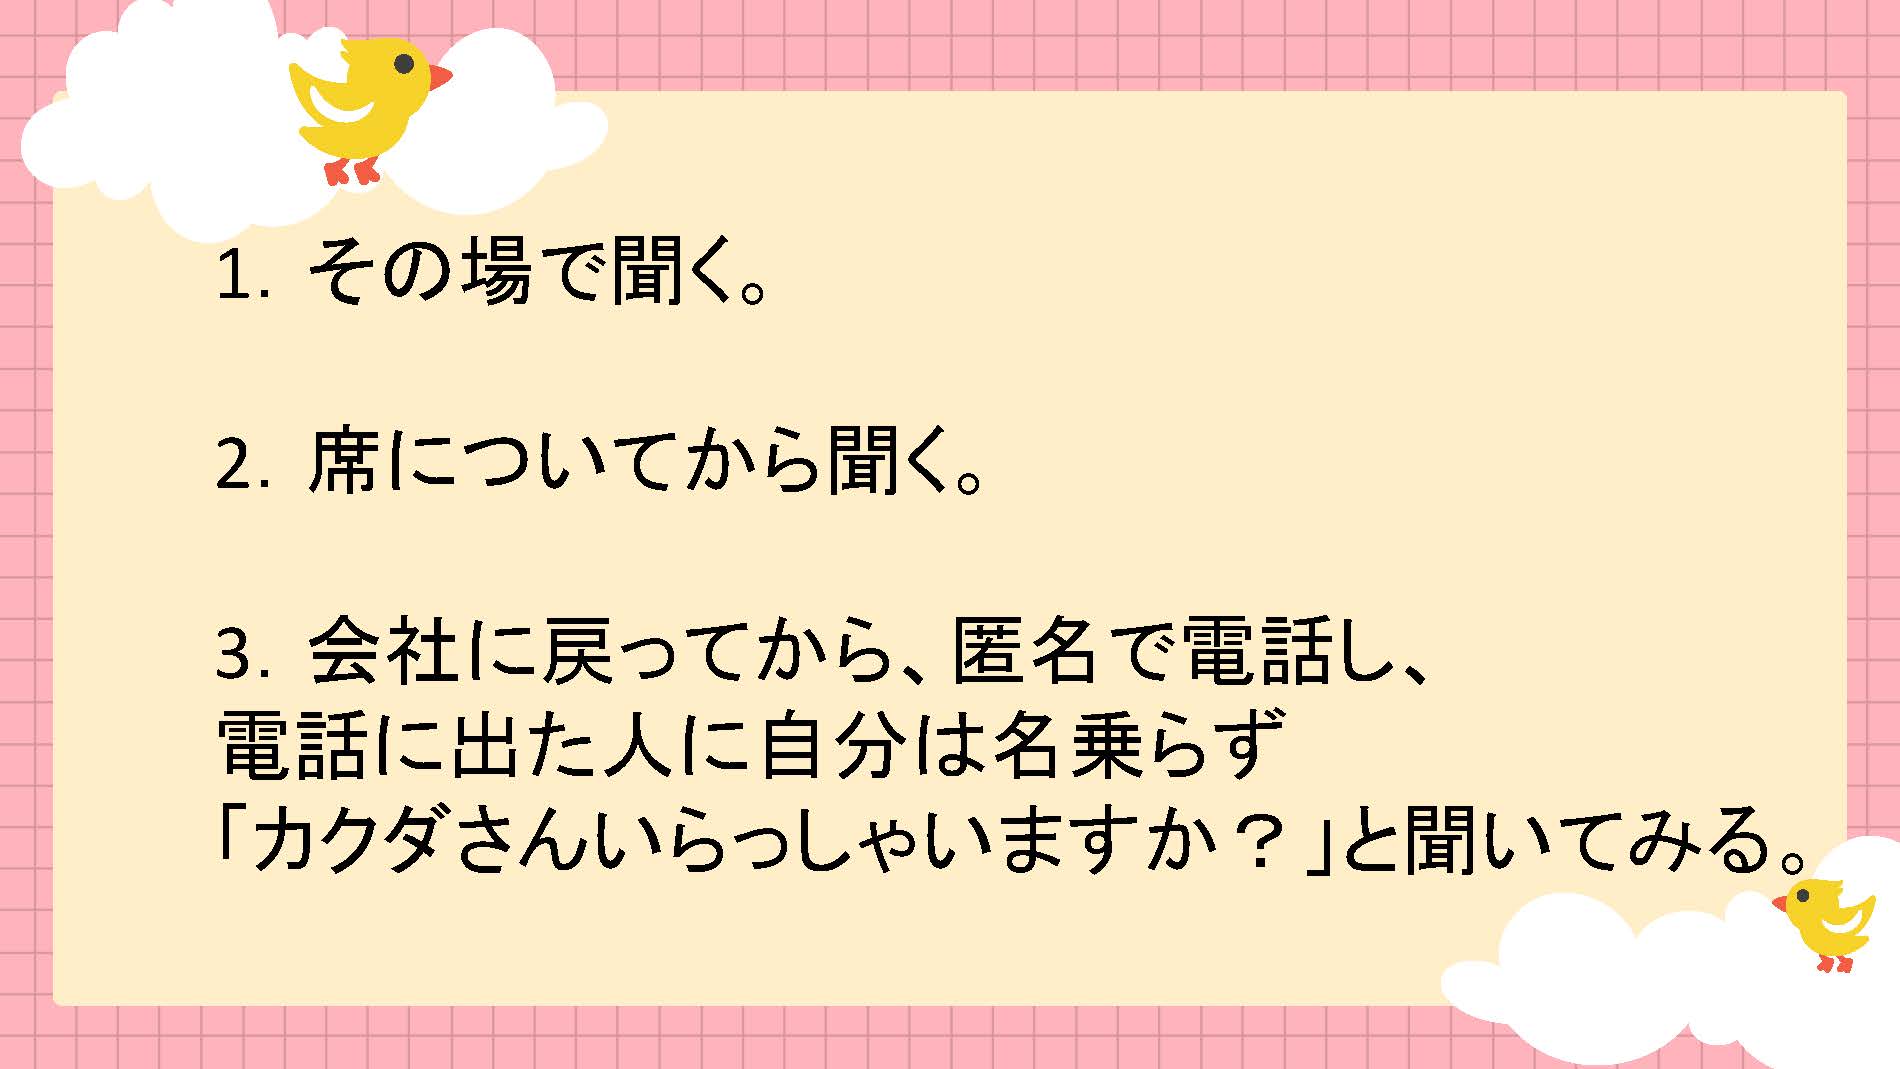 1. その場で聞く。
2. 席についてから聞く。
3. 会社に戻ってから、匿名で電話し、
電話に出た人に自分は名乗らず
「カクダさんいらっしゃいますか？」と聞いてみる。